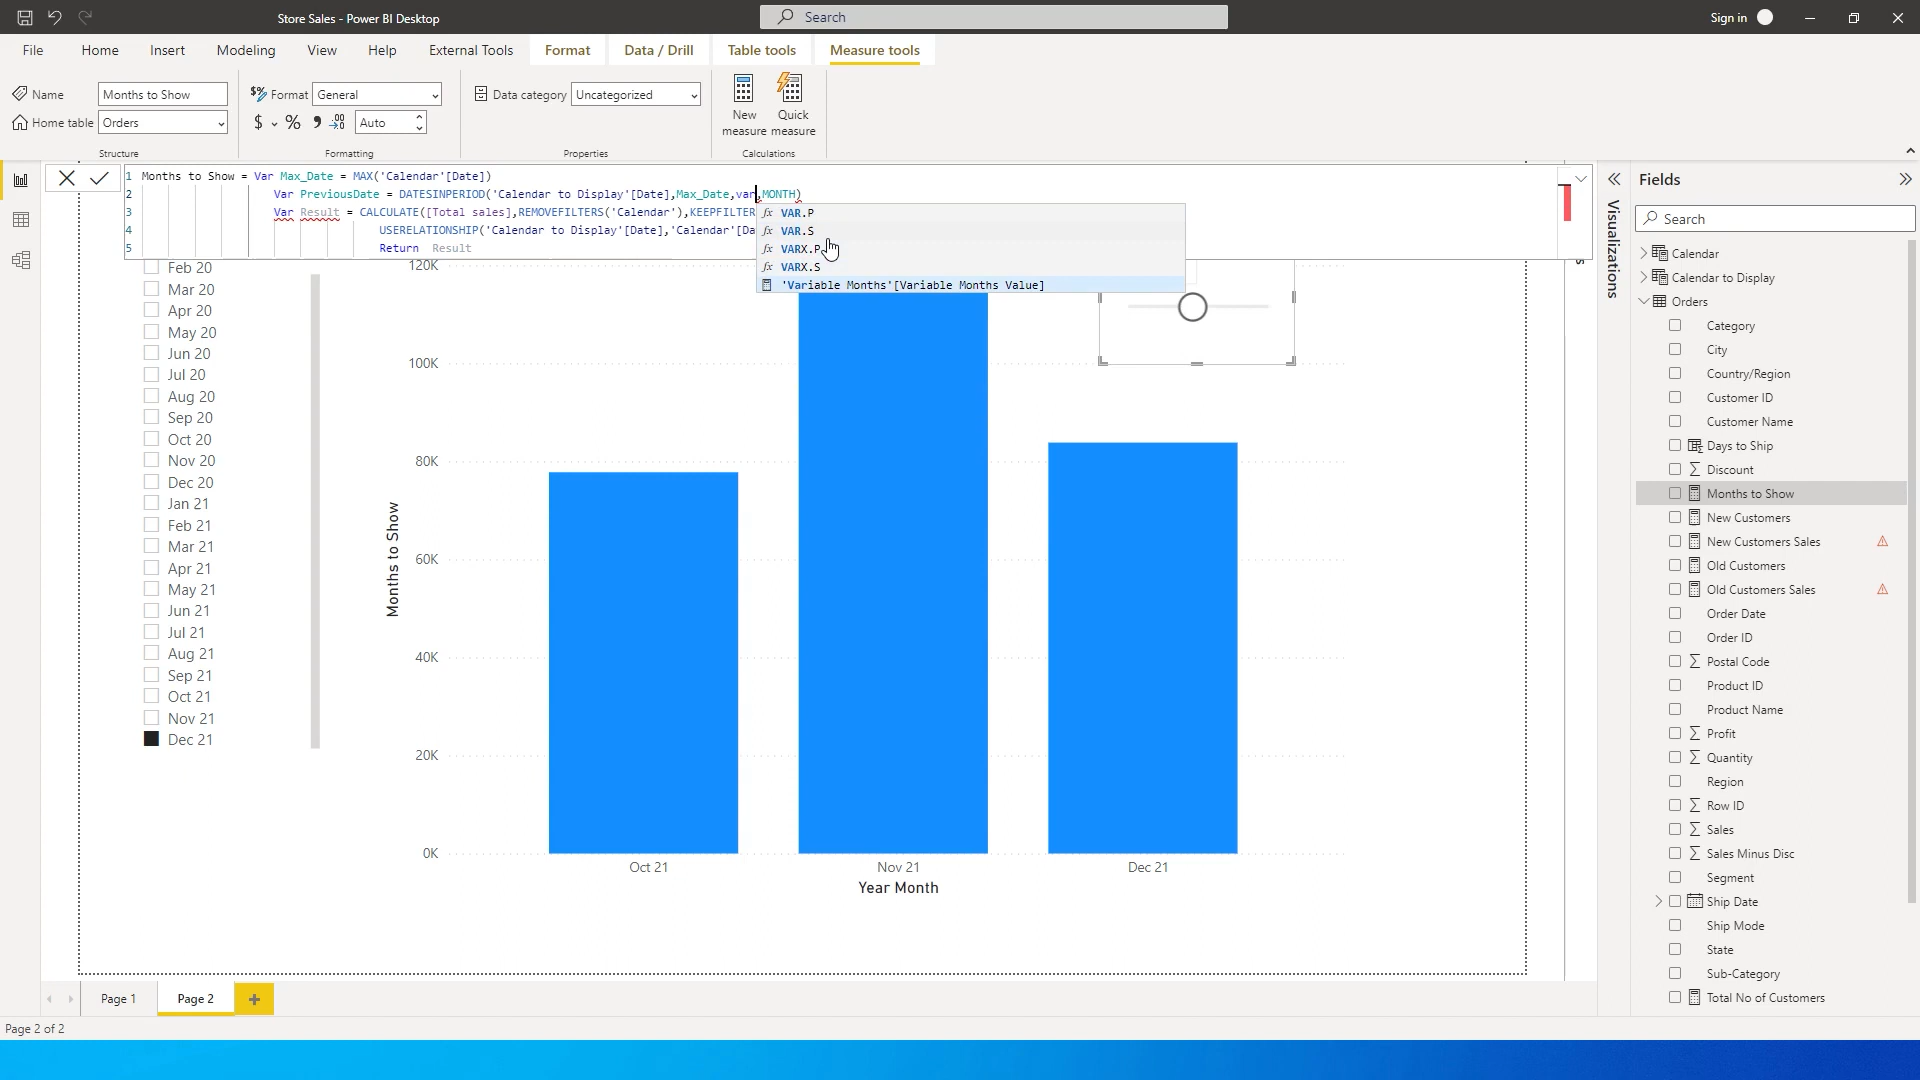 Store Sales - Power BI Desktop
Search
Sign in
File
Home
Insert
Modeling
View
Help
External Tools
Format
Data / Drill
Table tools
Measure tools
Name
Months to Show
Home table
Orders
Structure
Format
General
$
%
Auto
Formatting
Data category
Uncategorized
Properties
New measure
Quick measure
Calculations
1 Months to Show = Var Max_Date = MAX('Calendar'[Date])
2 Var PreviousDate = DATESINPERIOD('Calendar to Display'[Date],Max_Date,var,MONTH)
3 Var Result = CALCULATE([Total sales],REMOVEFILTERS('Calendar'),KEEPFILTER
4 USERELATIONSHIP('Calendar to Display'[Date],'Calendar'[Da
5 Return Result
fx VAR.P
fx VAR.S
fx VARX.P
fx VARX.S
'Variable Months'[Variable Months Value]
Feb 20
Mar 20
Apr 20
May 20
Jun 20
Jul 20
Aug 20
Sep 20
Oct 20
Nov 20
Dec 20
Jan 21
Feb 21
Mar 21
Apr 21
May 21
Jun 21
Jul 21
Aug 21
Sep 21
Oct 21
Nov 21
Dec 21
Months to Show
120K
100K
80K
60K
40K
20K
0K
Oct 21
Nov 21
Dec 21
Year Month
Visualizations
Fields
Search
Calendar
Calendar to Display
Orders
Category
City
Country/Region
Customer ID
Customer Name
Days to Ship
Discount
Months to Show
New Customers
New Customers Sales
Old Customers
Old Customers Sales
Order Date
Order ID
Postal Code
Product ID
Product Name
Profit
Quantity
Region
Row ID
Sales
Sales Minus Disc
Segment
Ship Date
Ship Mode
State
Sub-Category
Total No of Customers
Page 1
Page 2
Page 2 of 2